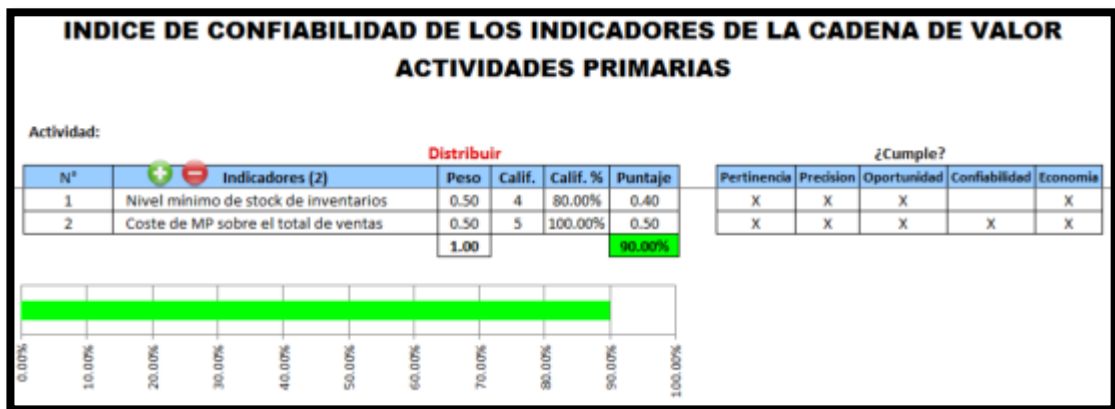 INDICE DE CONFIABILIDAD DE LOS INDICADORES DE LA CADENA DE VALOR
ACTIVIDADES PRIMARIAS
Actividad:
Distribuir ¿Cumple?
N° Indicadores (2) Peso Calif. Calif. % Puntaje Pertinencia Precision Oportunidad Confiabilidad Economia
1 Nivel mínimo de stock de inventarios 0.50 4 80.00% 0.40 X X X X
2 Coste de MP sobre el total de ventas 0.50 5 100.00% 0.50 X X X X X
1.00 90.00%
0.00% 10.00% 20.00% 30.00% 40.00% 50.00% 60.00% 70.00% 80.00% 90.00% 100.00%